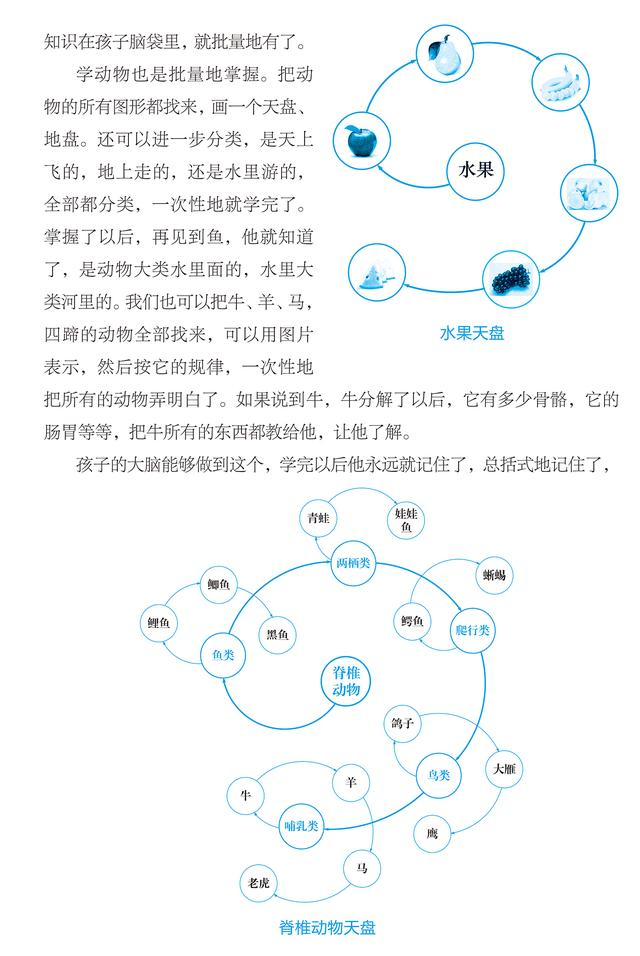 知识在孩子脑袋里，就批量地有了。
学动物也是批量地掌握。把动
物的所有图形都找来，画一个天盘、
地盘。还可以进一步分类，是天上
飞的，地上走的，还是水里游的，
全部都分类，一次性地就学完了。
掌握了以后，再见到鱼，他就知道
了，是动物大类水里面的，水里大
类河里的。我们也可以把牛、羊、马，
四蹄的动物全部找来，可以用图片
表示，然后按它的规律，一次性地
水果
水果天盘
把所有的动物弄明白了。如果说到牛，牛分解了以后，它有多少骨骼，它的
肠胃等等，把牛所有的东西都教给他，让他了解。
孩子的大脑能够做到这个，学完以后他永远就记住了，总括式地记住了，
青蛙
娃娃
鱼
两栖类
鲫鱼
蜥蜴
鲤鱼
鳄鱼
黑鱼
爬行类
鱼类
脊椎
动物
鸽子
大雁
鸟类
羊
牛
哺乳类
鹰
马
老虎
脊椎动物天盘